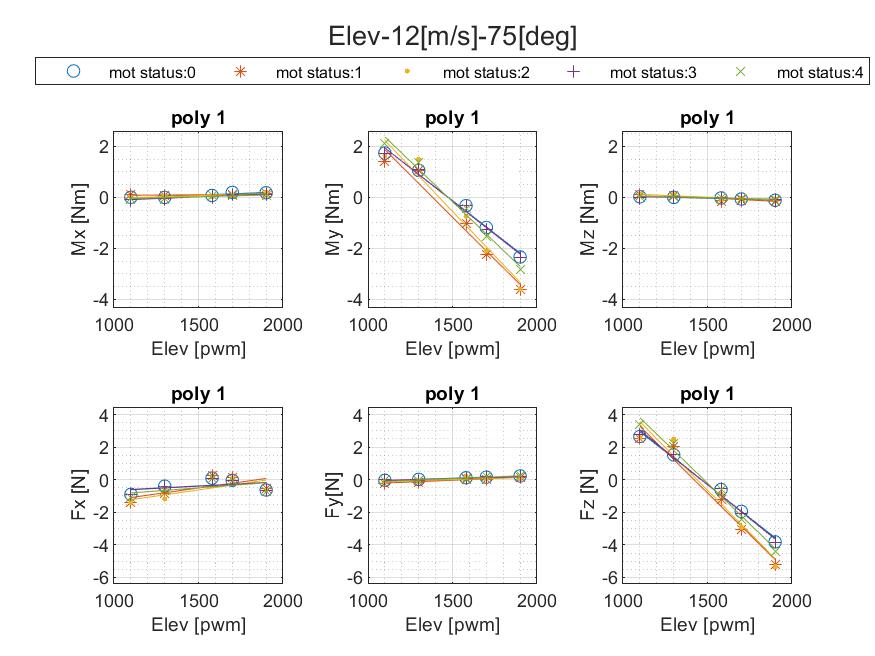 Elev-12[m/s]-75[deg]
mot status:0 mot status:1 mot status:2 mot status:3 mot status:4
poly 1 poly 1 poly 1
2 2 2
0 0 0
-2 -2 -2
-4 -4 -4
Mx [Nm] My [Nm] Mz [Nm]
1000 1500 2000 1000 1500 2000 1000 1500 2000
Elev [pwm] Elev [pwm] Elev [pwm]
poly 1 poly 1 poly 1
4 4 4
2 2 2
0 0 0
-2 -2 -2
-4 -4 -4
-6 -6 -6
Fx [N] Fy[N] Fz [N]
1000 1500 2000 1000 1500 2000 1000 1500 2000
Elev [pwm] Elev [pwm] Elev [pwm]